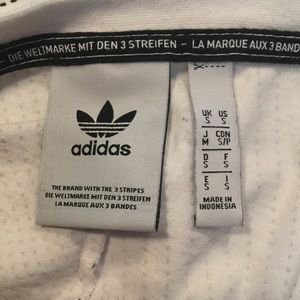 - DIE WELTMARKE MIT DEN 3 STREIFEN - LA MARQUE AUX 3 BANDES
adidas
THE BRAND WITH THE 3 STRIPES
DIE WELTMARKE MIT DEN 3 STREIFEN
LA MARQUE AUX 3 BANDES
UK US
S S
J CDN
M S/P
D F
S S
E I
S S
MADE IN
INDONESIA